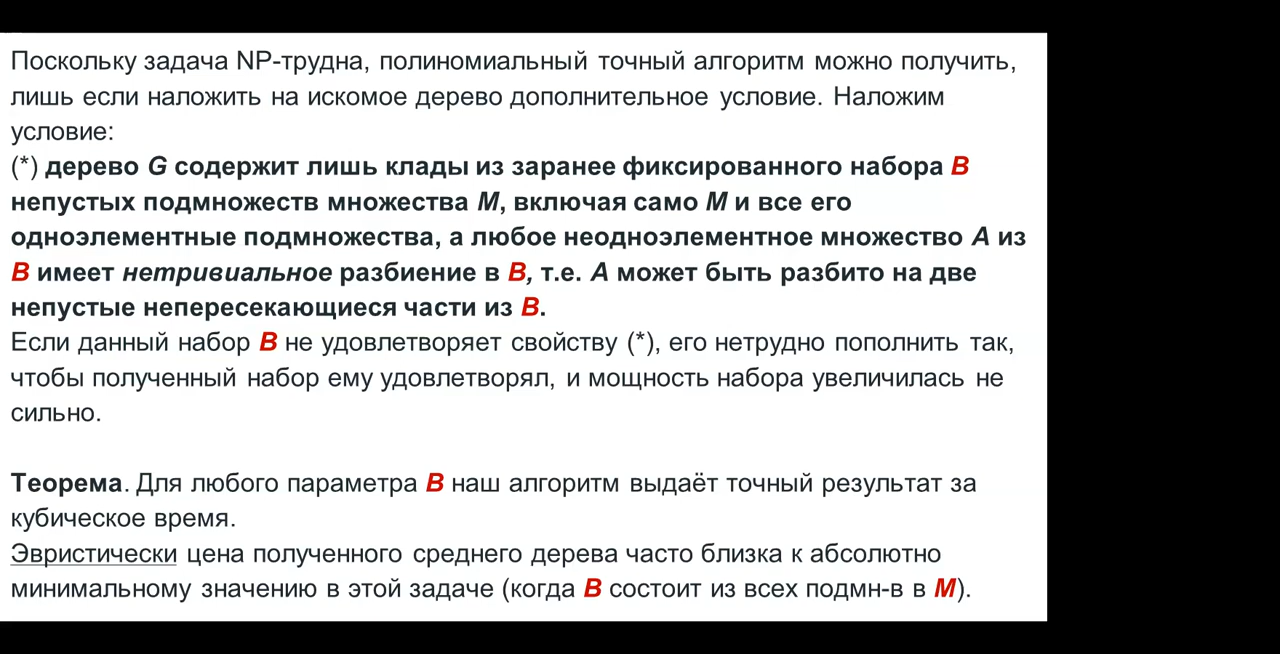 Поскольку задача NP-трудна, полиномиальный точный алгоритм можно получить,
лишь если наложить на искомое дерево дополнительное условие. Наложим
условие:
(*) дерево G содержит лишь клады из заранее фиксированного набора B
непустых подмножеств множества M, включая само M и все его
одноэлементные подмножества, а любое неодноэлементное множество A из
B имеет нетривиальное разбиение в B, т.е. A может быть разбито на две
непустые непересекающиеся части из B.
Если данный набор B не удовлетворяет свойству (*), его нетрудно пополнить так,
чтобы полученный набор ему удовлетворял, и мощность набора увеличилась не
сильно.
Теорема. Для любого параметра B наш алгоритм выдаёт точный результат за
кубическое время.
Эвристически цена полученного среднего дерева часто близка к абсолютно
минимальному значению в этой задаче (когда B состоит из всех подмн-в в M).